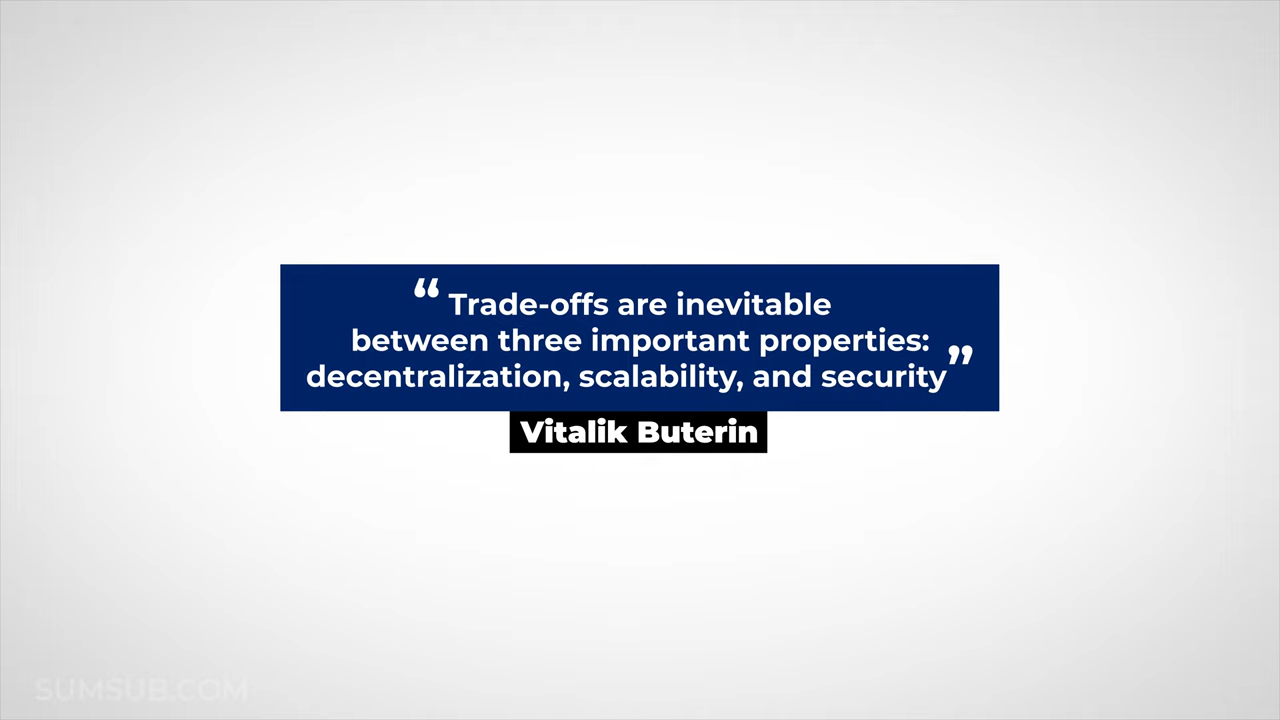 “Trade-offs are inevitable
between three important properties:
decentralization, scalability, and security”
Vitalik Buterin
SUMSUB.COM